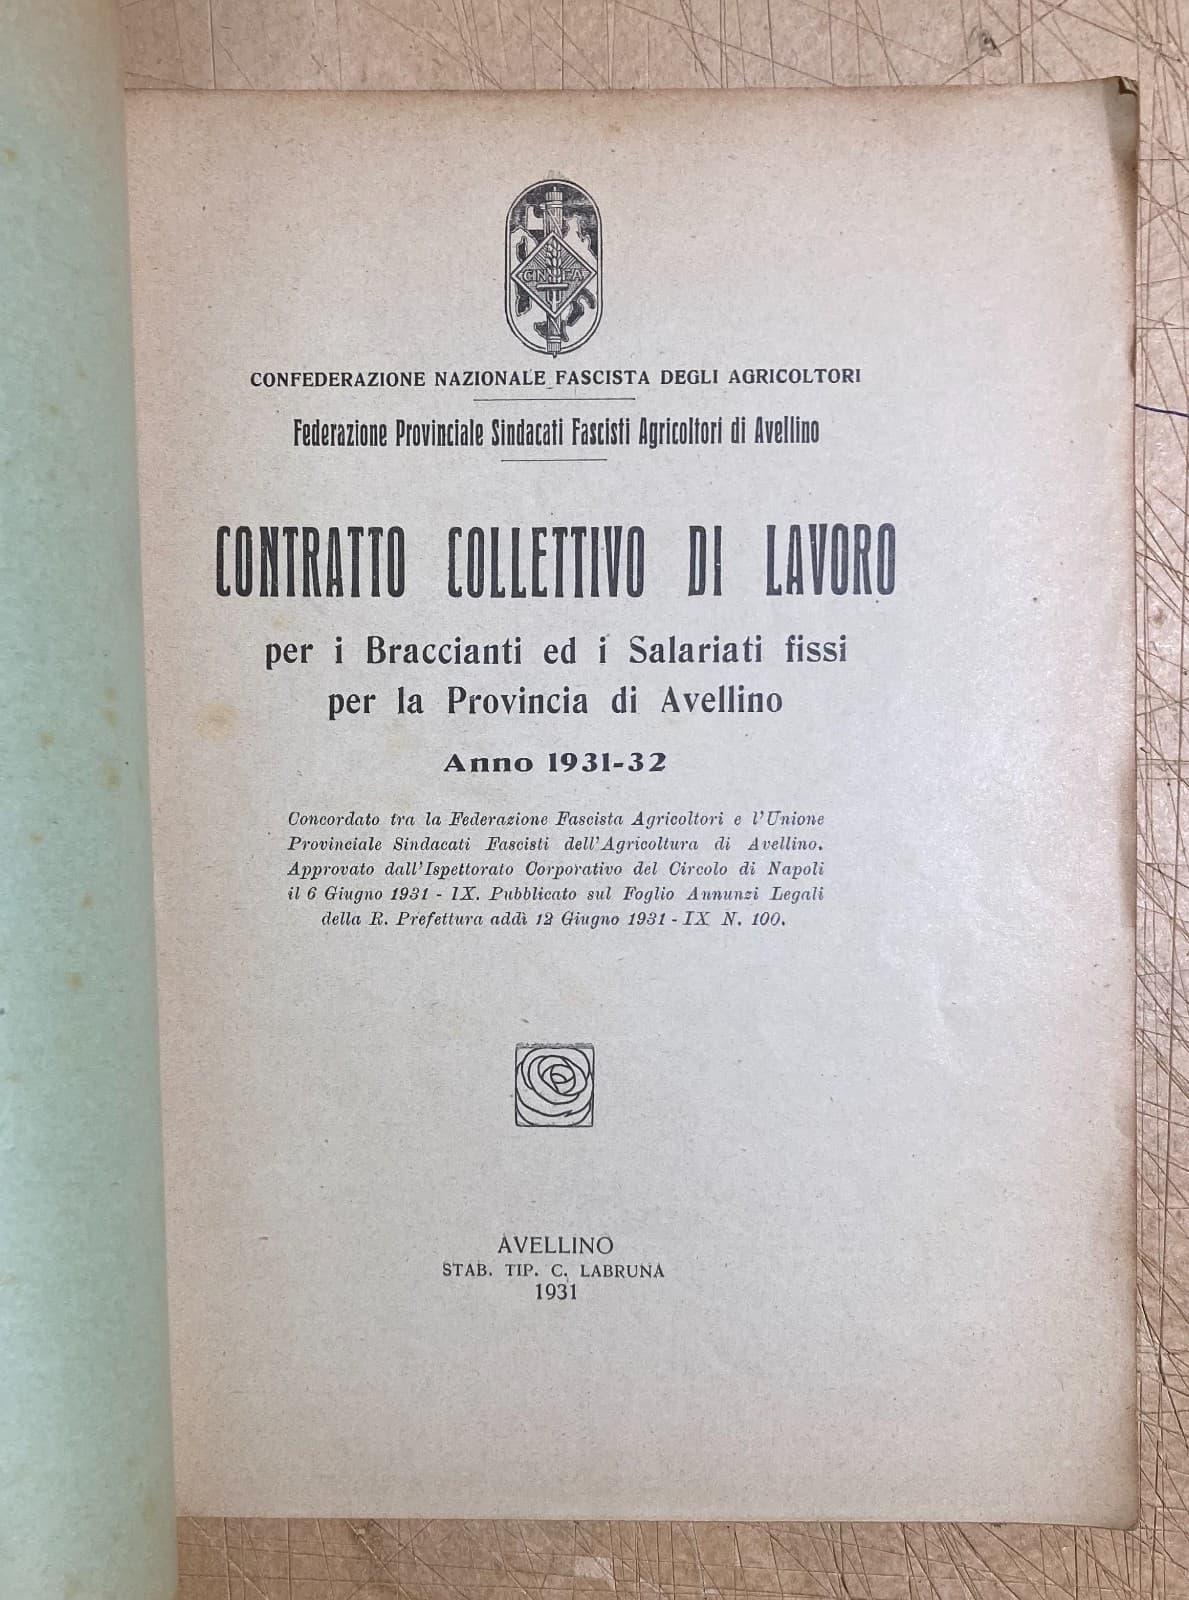 CNFA
CONFEDERAZIONE NAZIONALE FASCISTA DEGLI AGRICOLTORI
Federazione Provinciale Sindacati Fascisti Agricoltori di Avellino
CONTRATTO COLLETTIVO DI LAVORO
per i Braccianti ed i Salariati fissi
per la Provincia di Avellino
Anno 1931-32
Concordato tra la Federazione Fascista Agricoltori e l'Unione
Provinciale Sindacati Fascisti dell'Agricoltura di Avellino.
Approvato dall'Ispettorato Corporativo del Circolo di Napoli
il 6 Giugno 1931 - IX. Pubblicato sul Foglio Annunzi Legali
della R. Prefettura addì 12 Giugno 1931 - IX N. 100.
AVELLINO
STAB. TIP. C. LABRUNA
1931